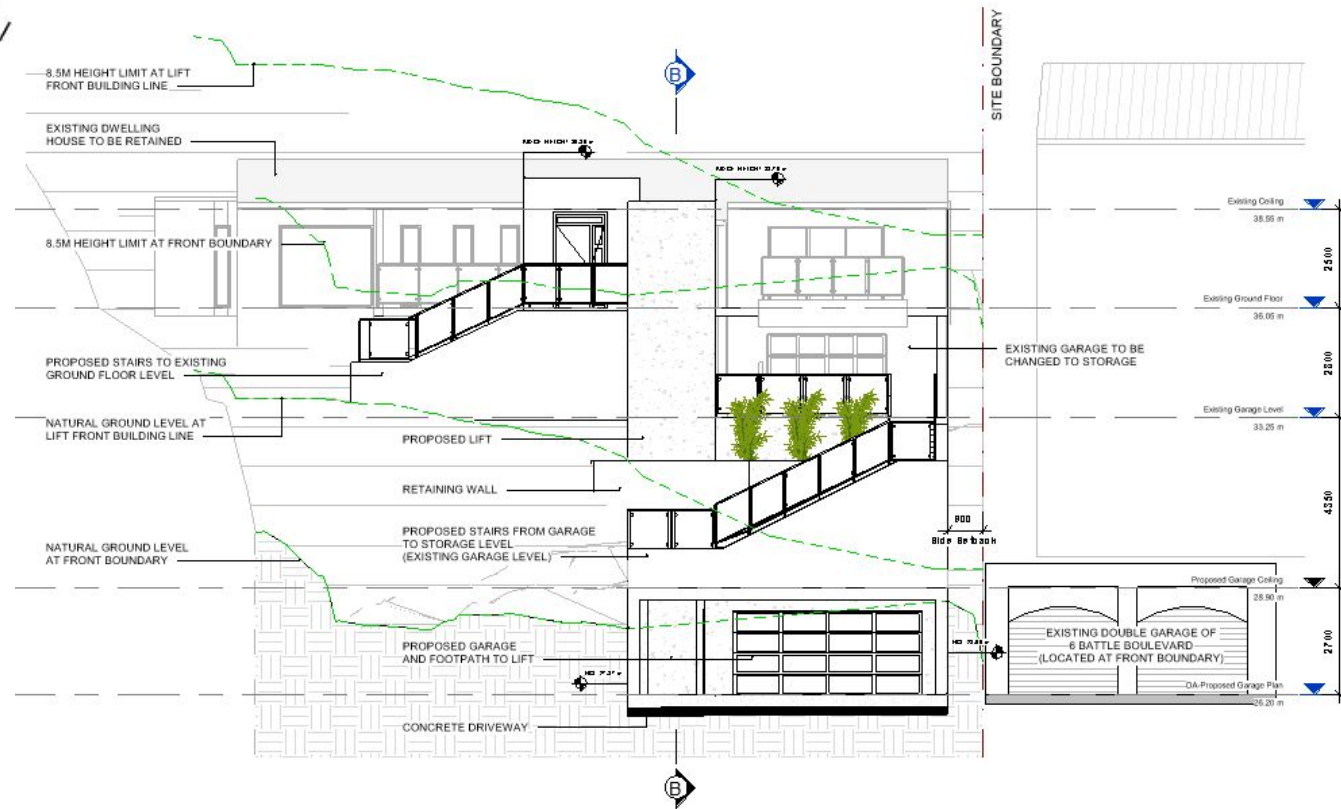 SITE BOUNDARY
8.5M HEIGHT LIMIT AT LIFT
FRONT BUILDING LINE
B
EXISTING DWELLING
HOUSE TO BE RETAINED
Existing Ceiling
38.55 m
8.5M HEIGHT LIMIT AT FRONT BOUNDARY
2500
Existing Ground Floor
36.05 m
EXISTING GARAGE TO BE
CHANGED TO STORAGE
PROPOSED STAIRS TO EXISTING
GROUND FLOOR LEVEL
2800
Existing Garage Level
33.25 m
NATURAL GROUND LEVEL AT
LIFT FRONT BUILDING LINE
PROPOSED LIFT
RETAINING WALL
4350
900
Side Setback
PROPOSED STAIRS FROM GARAGE
TO STORAGE LEVEL
(EXISTING GARAGE LEVEL)
NATURAL GROUND LEVEL
AT FRONT BOUNDARY
Proposed Garage Ceiling
28.90 m
EXISTING DOUBLE GARAGE OF
6 BATTLE BOULEVARD
(LOCATED AT FRONT BOUNDARY)
2700
PROPOSED GARAGE
AND FOOTPATH TO LIFT
DA-Proposed Garage Plan
26.20 m
CONCRETE DRIVEWAY
B